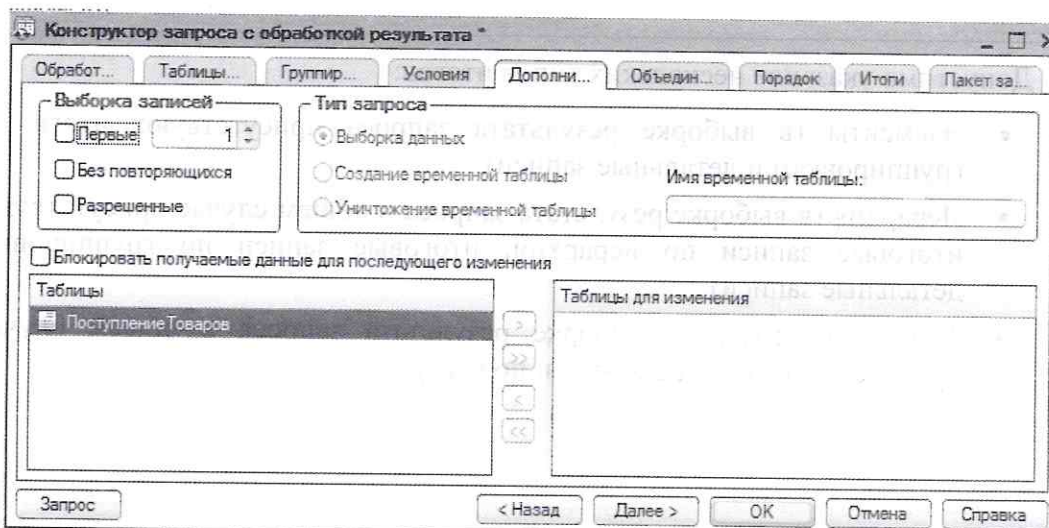 Конструктор запроса с обработкой результата *
Обработ... Таблицы... Группир... Условия Дополни... Объедин... Порядок Итоги Пакет за...
Выборка записей
Тип запроса
Первые 1
Выборка данных
Без повторяющихся
Создание временной таблицы
Имя временной таблицы:
Разрешенные
Уничтожение временной таблицы
Блокировать получаемые данные для последующего изменения
Таблицы
Таблицы для изменения
ПоступлениеТоваров
>
>>
<
<<
Запрос
< Назад
Далее >
OK
Отмена
Справка